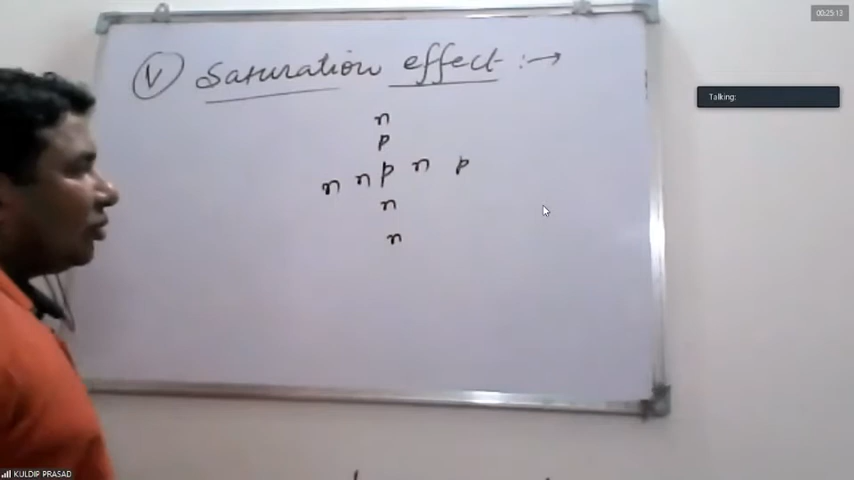 00:25:13
(V) Saturation effect :→
Talking:
n
p
n n p n p
n
n
KULDIP PRASAD